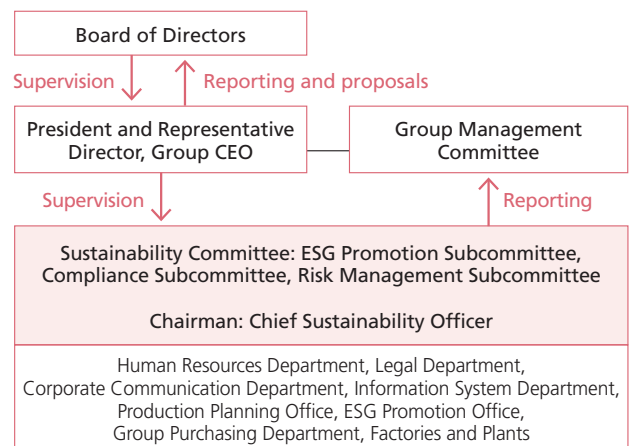 Board of Directors
Supervision
Reporting and proposals
President and Representative
Director, Group CEO
Group Management
Committee
Supervision
Reporting
Sustainability Committee: ESG Promotion Subcommittee,
Compliance Subcommittee, Risk Management Subcommittee
Chairman: Chief Sustainability Officer
Human Resources Department, Legal Department,
Corporate Communication Department, Information System Department,
Production Planning Office, ESG Promotion Office,
Group Purchasing Department, Factories and Plants